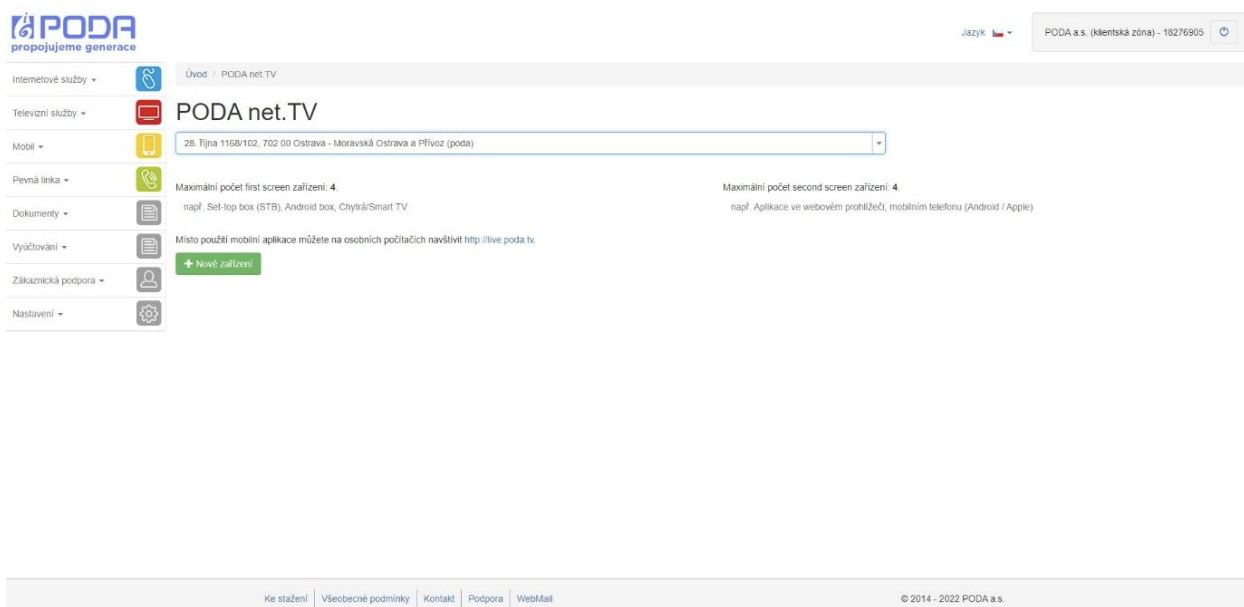 PODA
propojujeme generace
Jazyk
PODA a.s. (klientská zóna) - 18276905
Internetové služby
Televizní služby
Mobil
Pevná linka
Dokumenty
Vyúčtování
Zákaznická podpora
Nastavení
Úvod / PODA net.TV
PODA net.TV
28. října 1168/102, 702 00 Ostrava - Moravská Ostrava a Přívoz (poda)
Maximální počet first screen zařízení: 4.
např. Set-top box (STB), Android box, Chytrá/Smart TV
Maximální počet second screen zařízení: 4.
např. Aplikace ve webovém prohlížeči, mobilním telefonu (Android / Apple)
Místo použití mobilní aplikace můžete na osobních počítačích navštívit http://live.poda.tv.
+ Nové zařízení
Ke stažení | Všeobecné podmínky | Kontakt | Podpora | WebMail
© 2014 - 2022 PODA a.s.